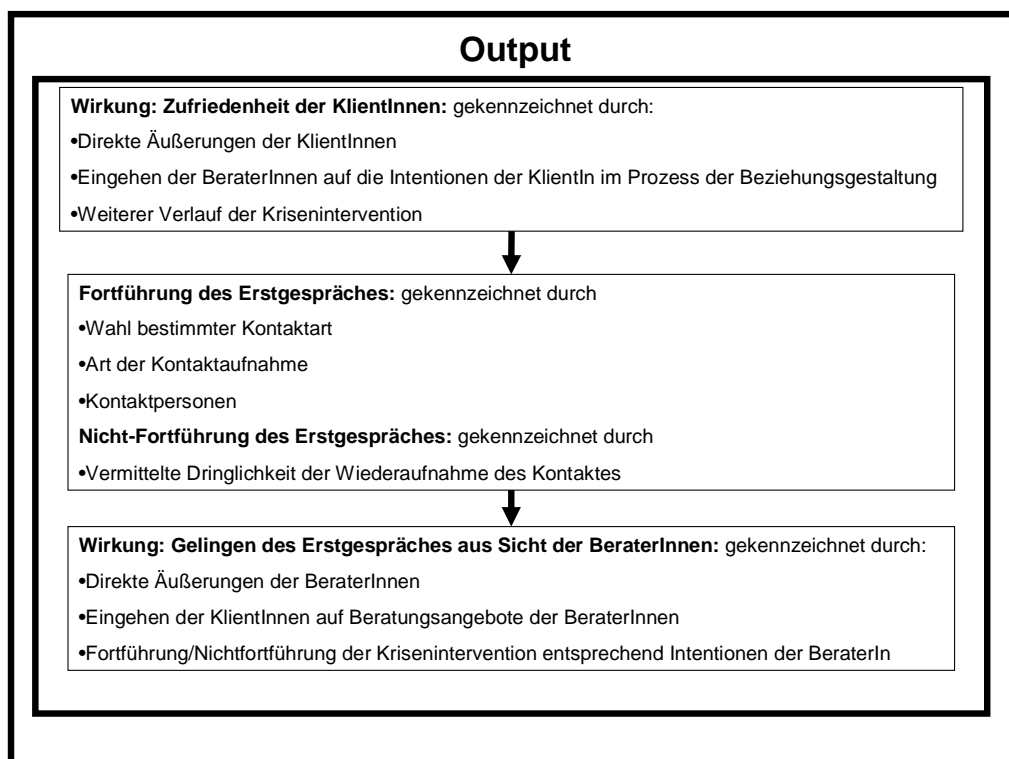 Output
Wirkung: Zufriedenheit der KlientInnen: gekennzeichnet durch:
•Direkte Äußerungen der KlientInnen
•Eingehen der BeraterInnen auf die Intentionen der KlientIn im Prozess der Beziehungsgestaltung
•Weiterer Verlauf der Krisenintervention
Fortführung des Erstgespräches: gekennzeichnet durch
•Wahl bestimmter Kontaktart
•Art der Kontaktaufnahme
•Kontaktpersonen
Nicht-Fortführung des Erstgespräches: gekennzeichnet durch
•Vermittelte Dringlichkeit der Wiederaufnahme des Kontaktes
Wirkung: Gelingen des Erstgespräches aus Sicht der BeraterInnen: gekennzeichnet durch:
•Direkte Äußerungen der BeraterInnen
•Eingehen der KlientInnen auf Beratungsangebote der BeraterInnen
•Fortführung/Nichtfortführung der Krisenintervention entsprechend Intentionen der BeraterIn